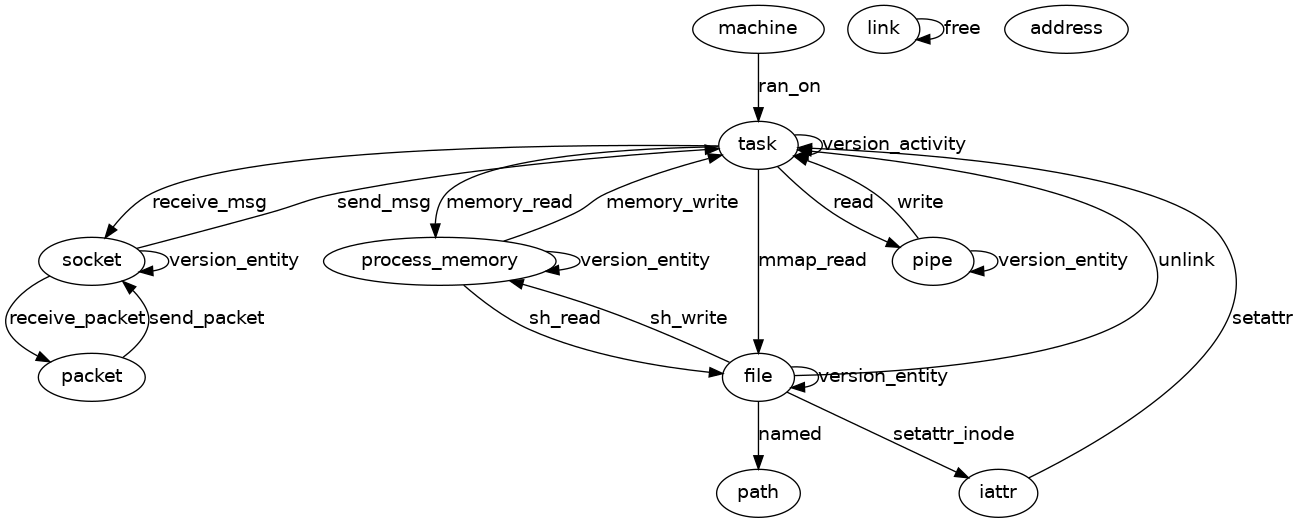 machine
link
free
address
ran_on
task
version_activity
receive_msg
send_msg
memory_read
memory_write
read
write
socket
version_entity
process_memory
version_entity
mmap_read
pipe
version_entity
unlink
receive_packet
send_packet
sh_read
sh_write
setattr
packet
file
version_entity
named
setattr_inode
path
iattr